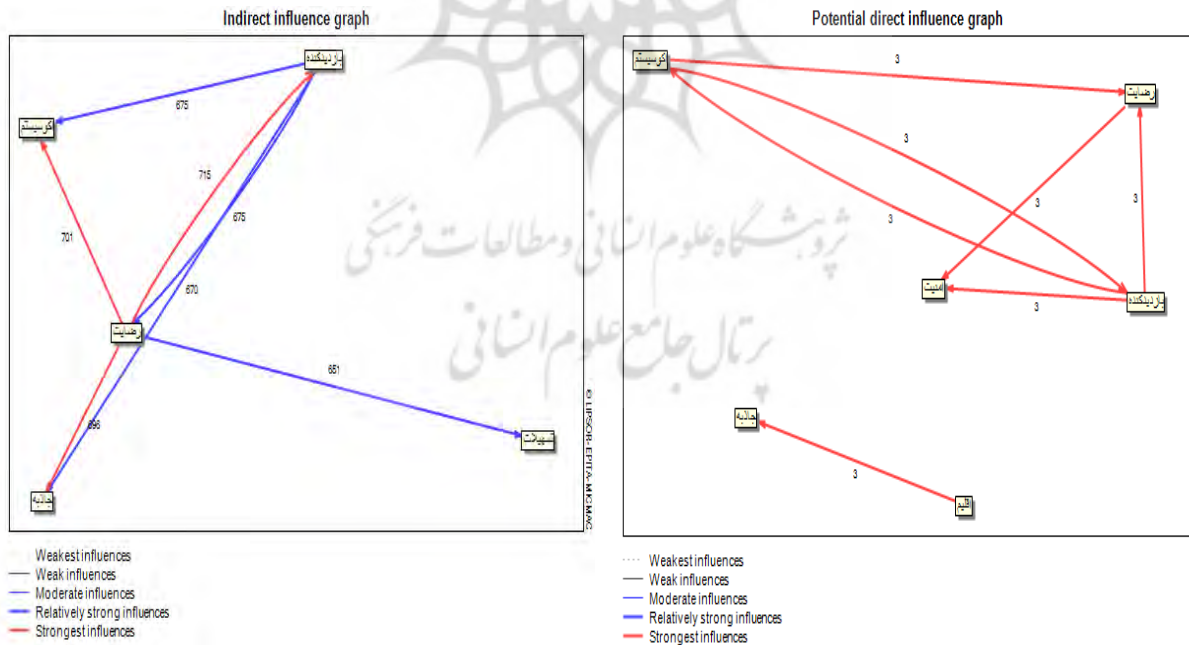 Indirect influence graph
بازدیدکننده
675
کوسیستم
715
675
701
670
رضایت
651
تسهیلات
696
جاذبه
© LIPSOR-EPITA-MICMAC
Weakest influences
Weak influences
Moderate influences
Relatively strong influences
Strongest influences
Potential direct influence graph
کوسیستم
3
رضایت
3
3
3
3
امنیت
3
بازدیدکننده
جاذبه
3
اقلیم
Weakest influences
Weak influences
Moderate influences
Relatively strong influences
Strongest influences
پژوهشگاه علوم انسانی و مطالعات فرهنگی
پرتال جامع علوم انسانی